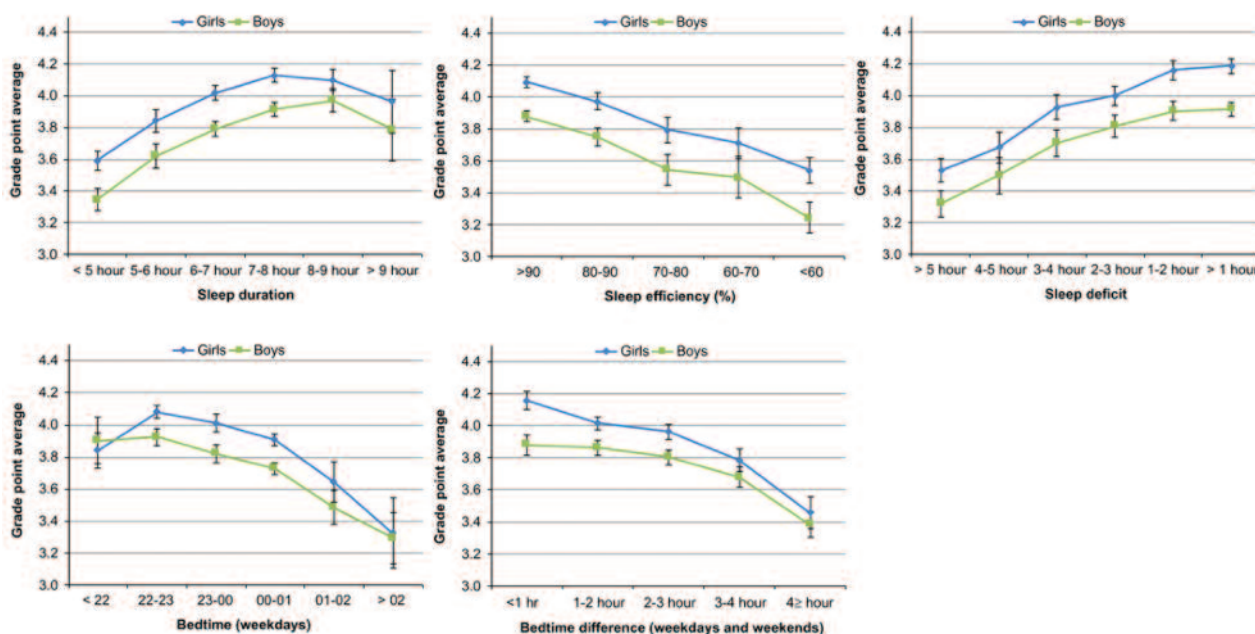 Girls Boys
Grade point average
4.4
4.2
4.0
3.8
3.6
3.4
3.2
3.0
< 5 hour 5-6 hour 6-7 hour 7-8 hour 8-9 hour > 9 hour
Sleep duration
Girls Boys
Grade point average
4.4
4.2
4.0
3.8
3.6
3.4
3.2
3.0
>90 80-90 70-80 60-70 <60
Sleep efficiency (%)
Girls Boys
Grade point average
4.4
4.2
4.0
3.8
3.6
3.4
3.2
3.0
> 5 hour 4-5 hour 3-4 hour 2-3 hour 1-2 hour > 1 hour
Sleep deficit
Girls Boys
Grade point average
4.4
4.2
4.0
3.8
3.6
3.4
3.2
3.0
< 22 22-23 23-00 00-01 01-02 > 02
Bedtime (weekdays)
Girls Boys
Grade point average
4.4
4.2
4.0
3.8
3.6
3.4
3.2
3.0
<1 hr 1-2 hour 2-3 hour 3-4 hour 4≥ hour
Bedtime difference (weekdays and weekends)